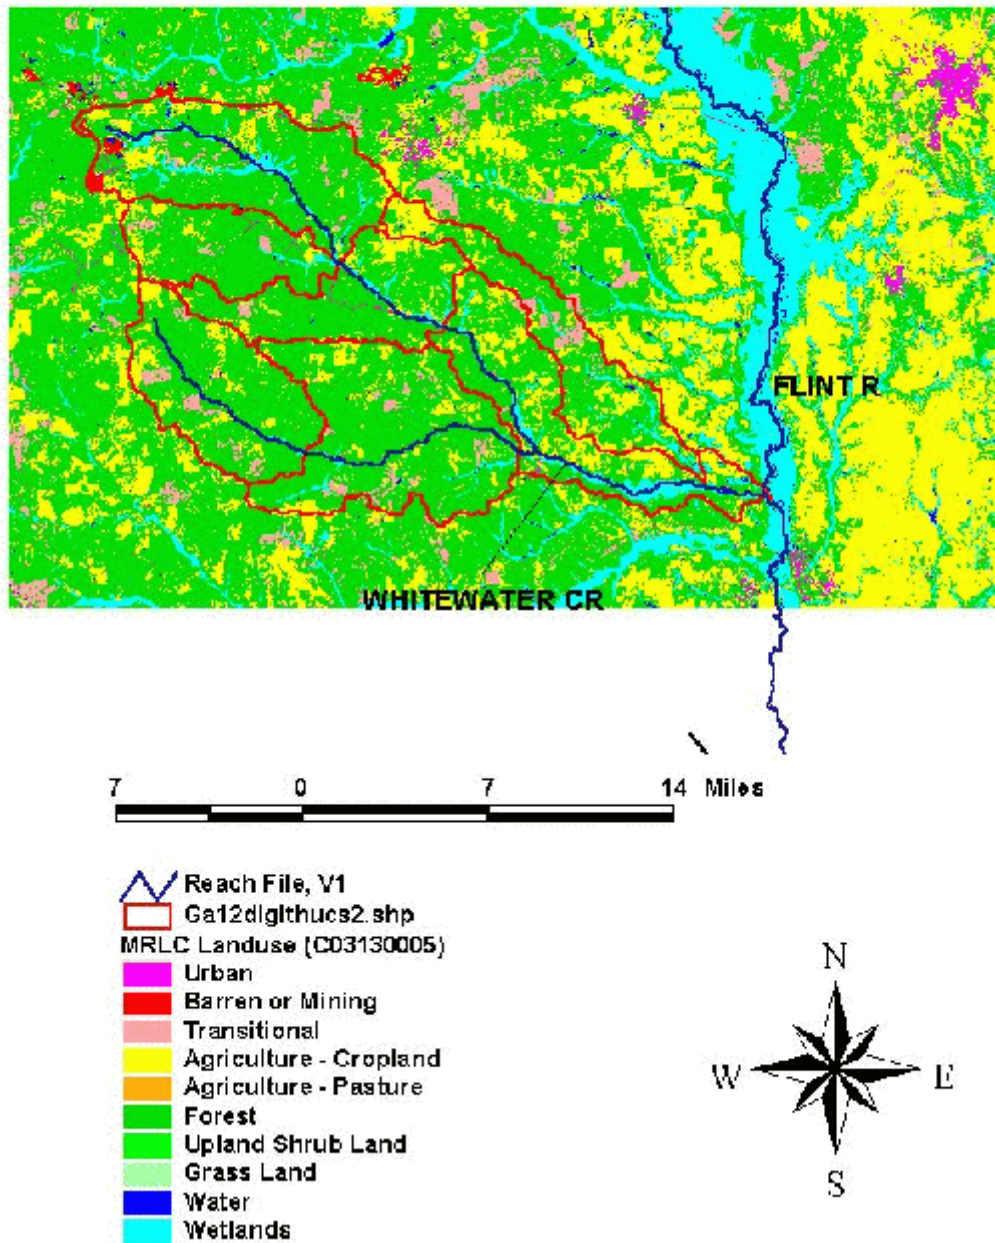 FLINT R
WHITEWATER CR
7 0 7 14 Miles
Reach File, V1
Ga12digithucs2.shp
MRLC Landuse (C03130005)
Urban
Barren or Mining
Transitional
Agriculture - Cropland
Agriculture - Pasture
Forest
Upland Shrub Land
Grass Land
Water
Wetlands
N
W E
S